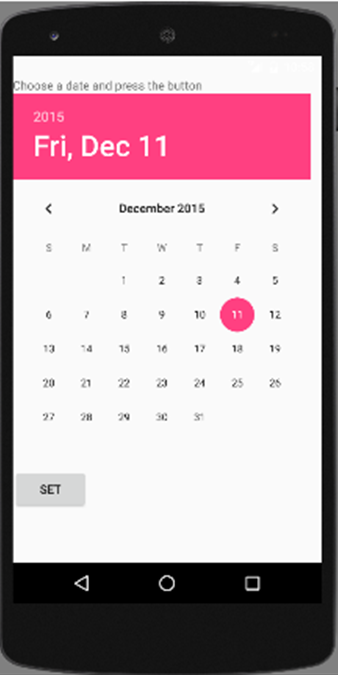 Choose a date and press the button
2015
Fri, Dec 11
December 2015
S M T W T F S
1 2 3 4 5
6 7 8 9 10 11 12
13 14 15 16 17 18 19
20 21 22 23 24 25 26
27 28 29 30 31
SET